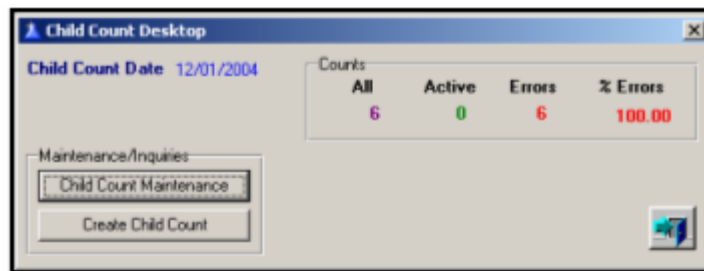 Child Count Desktop
Child Count Date 12/01/2004
Counts
All Active Errors % Errors
6 0 6 100.00
Maintenance/Inquiries
Child Count Maintenance
Create Child Count